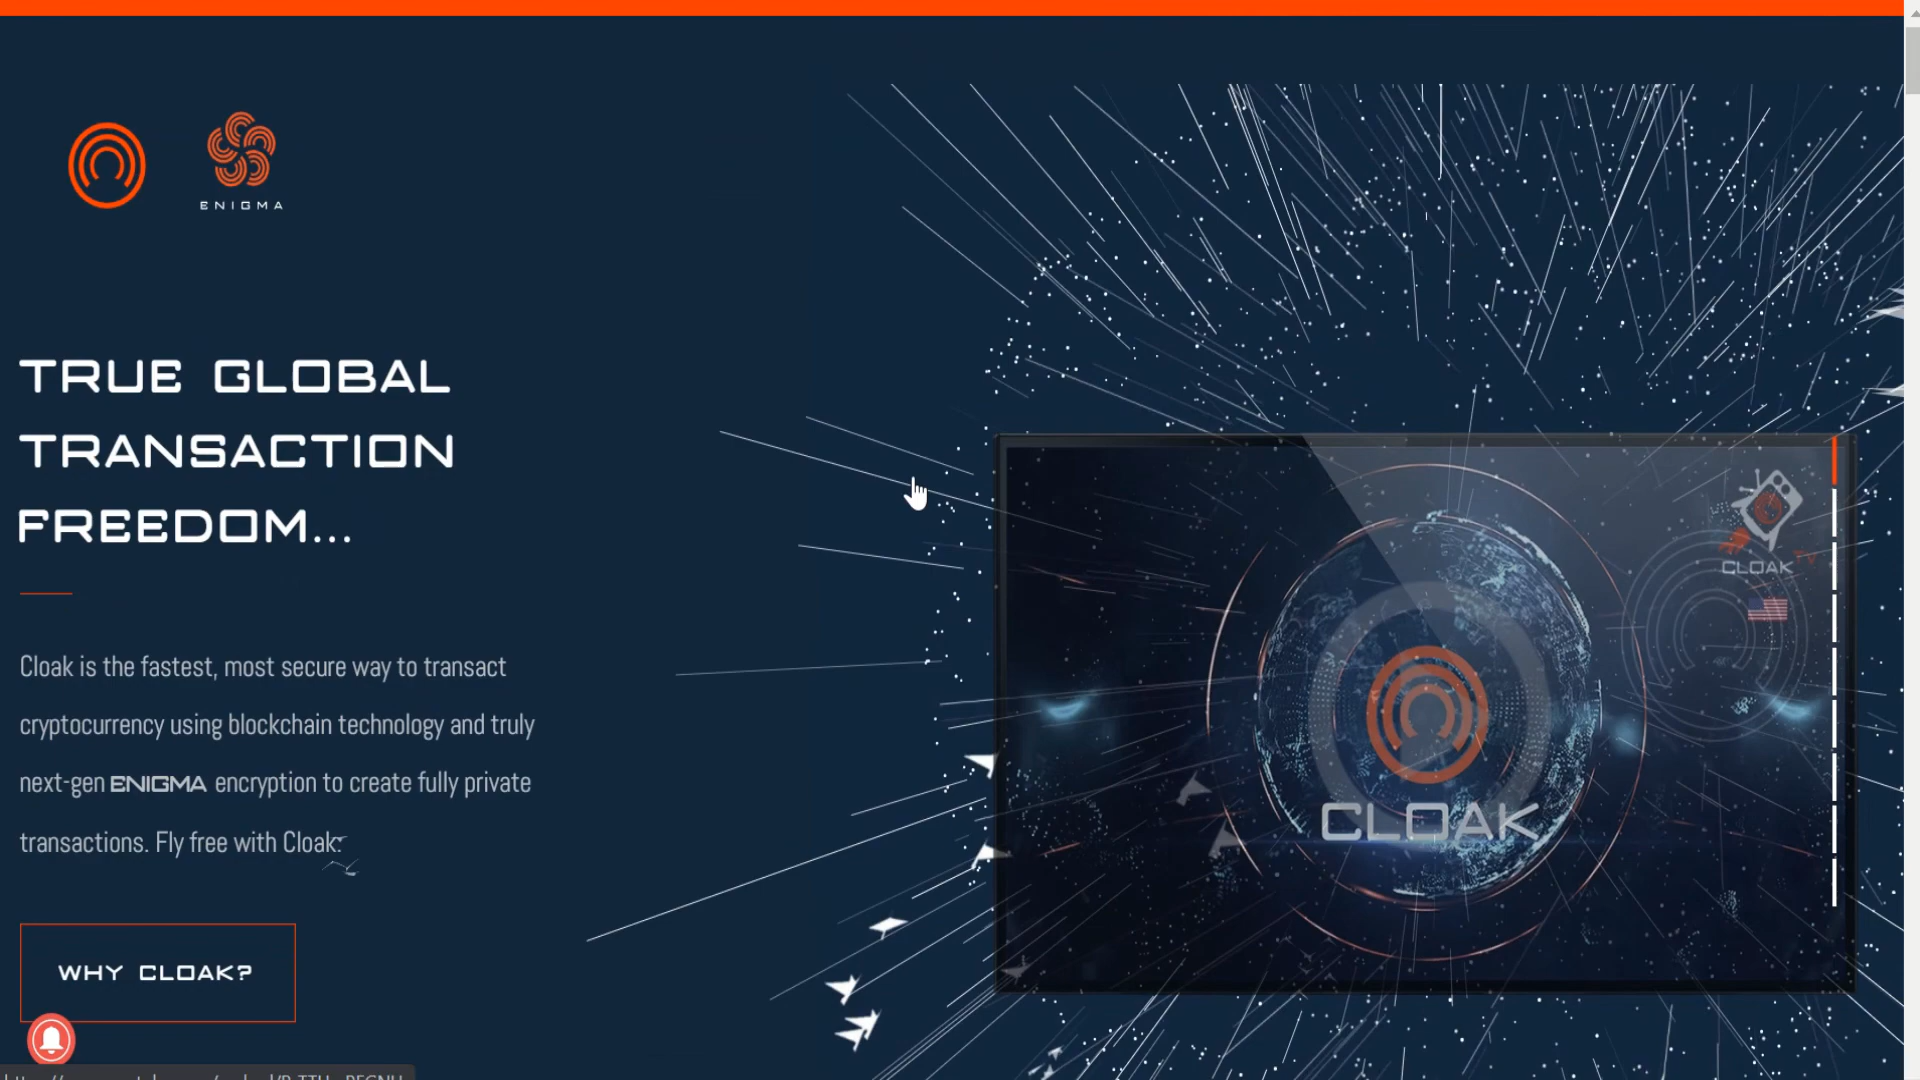 ENIGMA
TRUE GLOBAL
TRANSACTION
FREEDOM...
Cloak is the fastest, most secure way to transact
cryptocurrency using blockchain technology and truly
next-gen ENIGMA encryption to create fully private
transactions. Fly free with Cloak.
WHY CLOAK?
CLOAK TV
CLOAK